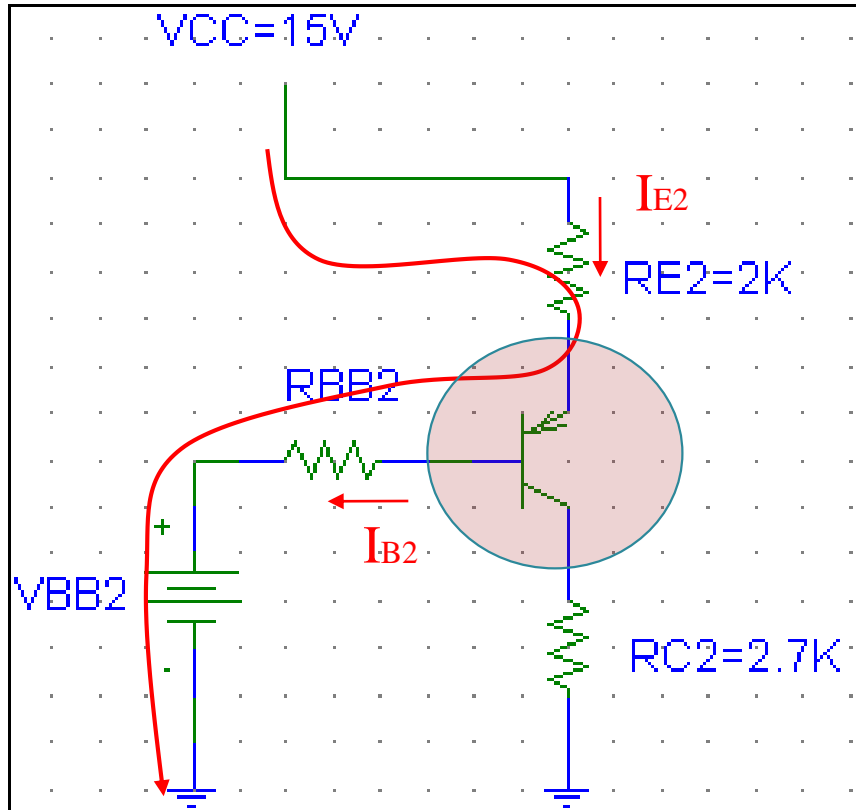 VCC=15V
IE2
RE2=2K
RBB2
+
IB2
VBB2
-
RC2=2.7K